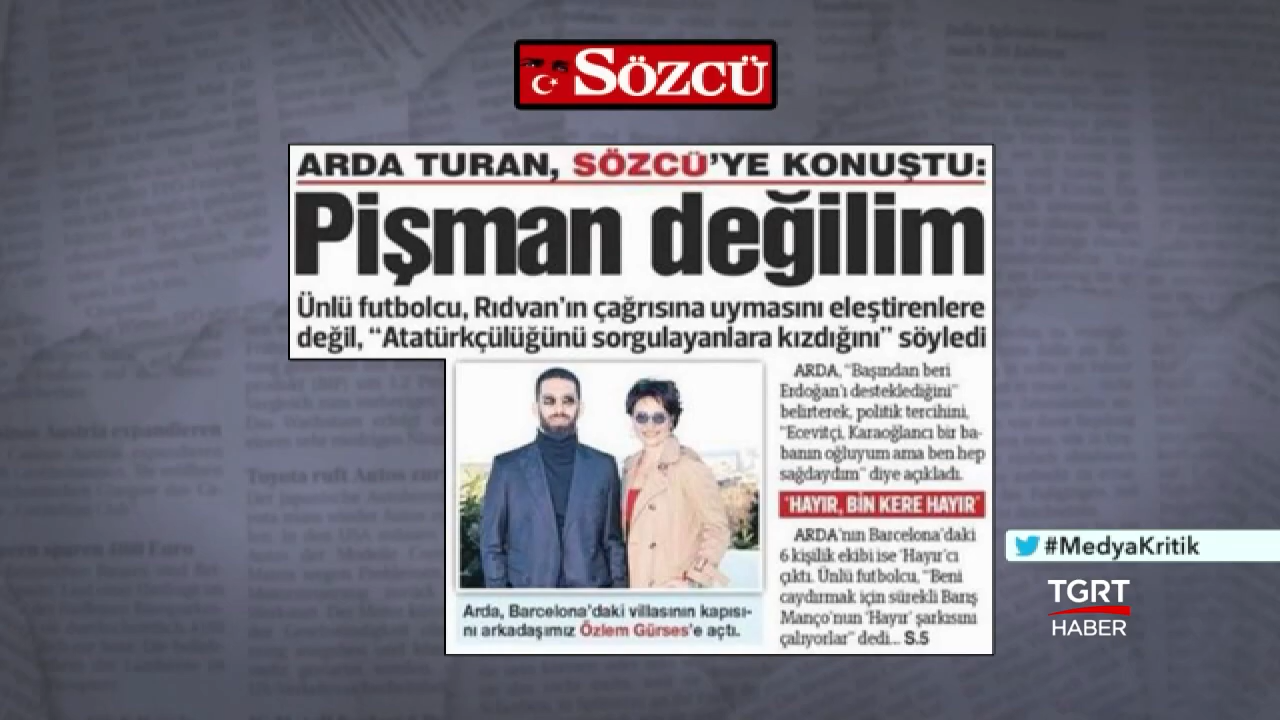 SÖZCÜ
ARDA TURAN, SÖZCÜ'YE KONUŞTU:
Pişman değilim
Ünlü futbolcu, Rıdvan'ın çağrısına uymasını eleştirenlere
değil, “Atatürkçülüğünü sorgulayanlara kızdığını” söyledi
ARDA, “Başından beri
Erdoğan'ı desteklediğini”
belirterek, politik tercihini,
“Ecevitçi, Karaoğlancı bir ba-
banın oğluyum ama ben hep
sağdaydım” diye açıkladı.
'HAYIR, BİN KERE HAYIR'
ARDA'nın Barcelona'daki
6 kişilik ekibi ise 'Hayır'cı
çıktı. Ünlü futbolcu, “Beni
caydırmak için sürekli Barış
Manço'nun 'Hayır' şarkısını
çalıyorlar” dedi... S.5
Arda, Barcelona'daki villasının kapısı-
nı arkadaşımız Özlem Gürses'e açtı.
#MedyaKritik
TGRT
HABER